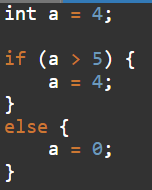 int a = 4;
if (a > 5) {
    a = 4;
}
else {
    a = 0;
}